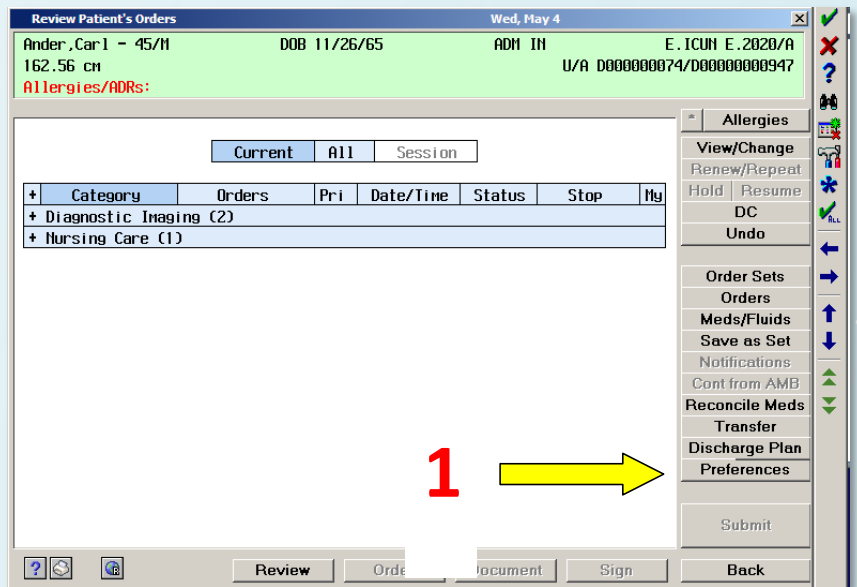 Review Patient's Orders Wed, May 4
Ander,Carl - 45/M DOB 11/26/65 ADM IN E.ICUN E.2020/A
162.56 cm U/A D000000074/D00000000947
Allergies/ADRs:
* Allergies
Current All Session
View/Change
Renew/Repeat
+ Category Orders Pri Date/Time Status Stop My
Hold Resume
+ Diagnostic Imaging (2)
DC
+ Nursing Care (1)
Undo
ALL
Order Sets
Orders
Meds/Fluids
Save as Set
Notifications
Cont from AMB
Reconcile Meds
Transfer
Discharge Plan
1
Preferences
Submit
Review Sign Back